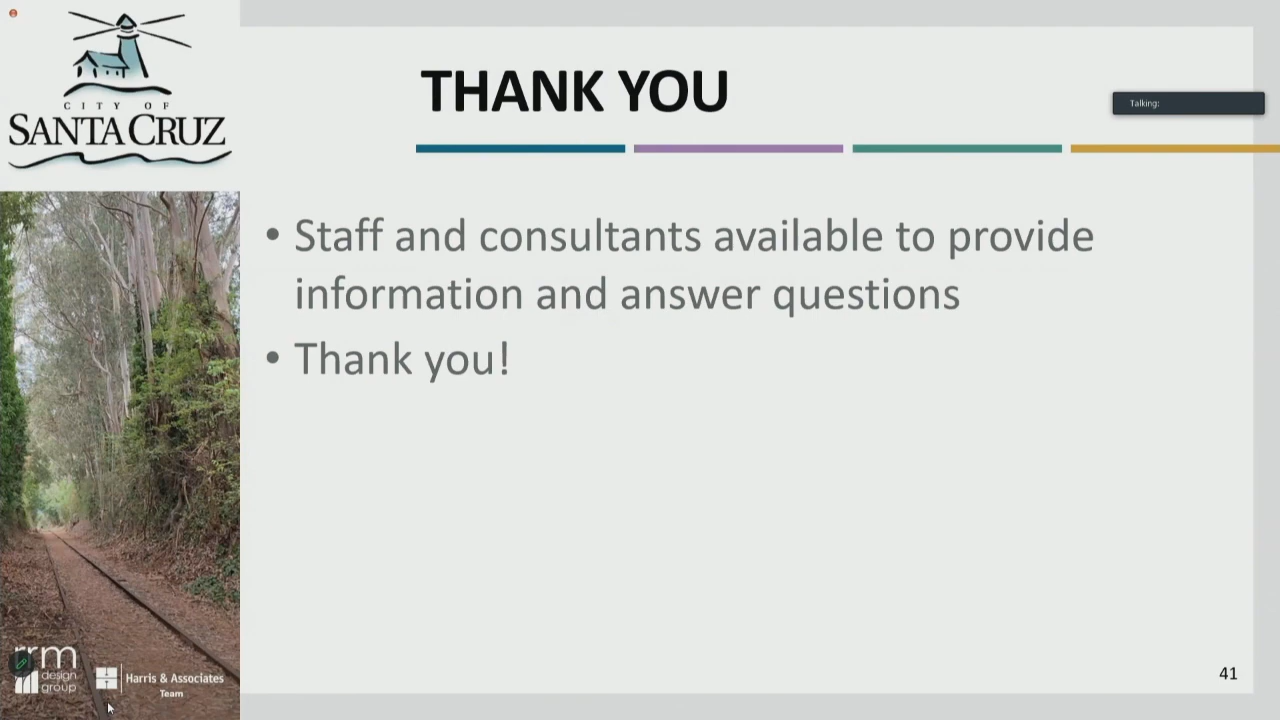 CITY OF
SANTA CRUZ
THANK YOU
Talking:
• Staff and consultants available to provide
information and answer questions
• Thank you!
rrm
design
group
Harris & Associates
Team
41